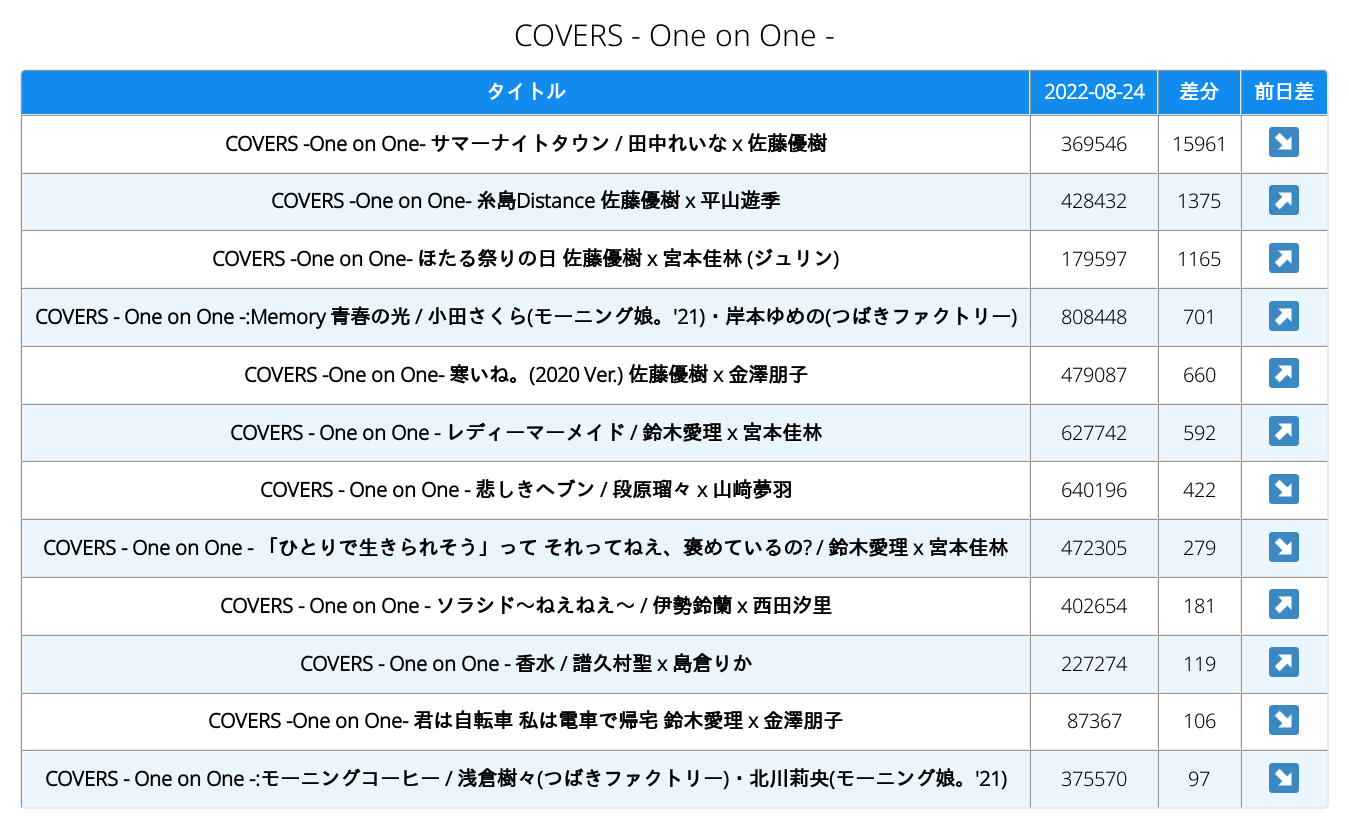 COVERS - One on One -
タイトル 2022-08-24 差分 前日差
COVERS -One on One- サマーナイトタウン / 田中れいな x 佐藤優樹 369546 15961 ↘
COVERS -One on One- 糸島Distance 佐藤優樹 x 平山遊季 428432 1375 ↗
COVERS -One on One- ほたる祭りの日 佐藤優樹 x 宮本佳林 (ジュリン) 179597 1165 ↗
COVERS - One on One -:Memory 青春の光 / 小田さくら(モーニング娘。'21)・岸本ゆめの(つばきファクトリー) 808448 701 ↗
COVERS -One on One- 寒いね。(2020 Ver.) 佐藤優樹 x 金澤朋子 479087 660 ↗
COVERS - One on One - レディーマーメイド / 鈴木愛理 x 宮本佳林 627742 592 ↗
COVERS - One on One - 悲しきヘブン / 段原瑠々 x 山﨑夢羽 640196 422 ↘
COVERS - One on One - 「ひとりで生きられそう」って それってねえ、褒めているの? / 鈴木愛理 x 宮本佳林 472305 279 ↘
COVERS - One on One - ソラシド〜ねえねえ〜 / 伊勢鈴蘭 x 西田汐里 402654 181 ↗
COVERS - One on One - 香水 / 譜久村聖 x 島倉りか 227274 119 ↗
COVERS -One on One- 君は自転車 私は電車で帰宅 鈴木愛理 x 金澤朋子 87367 106 ↘
COVERS - One on One -:モーニングコーヒー / 浅倉樹々(つばきファクトリー)・北川莉央(モーニング娘。'21) 375570 97 ↘